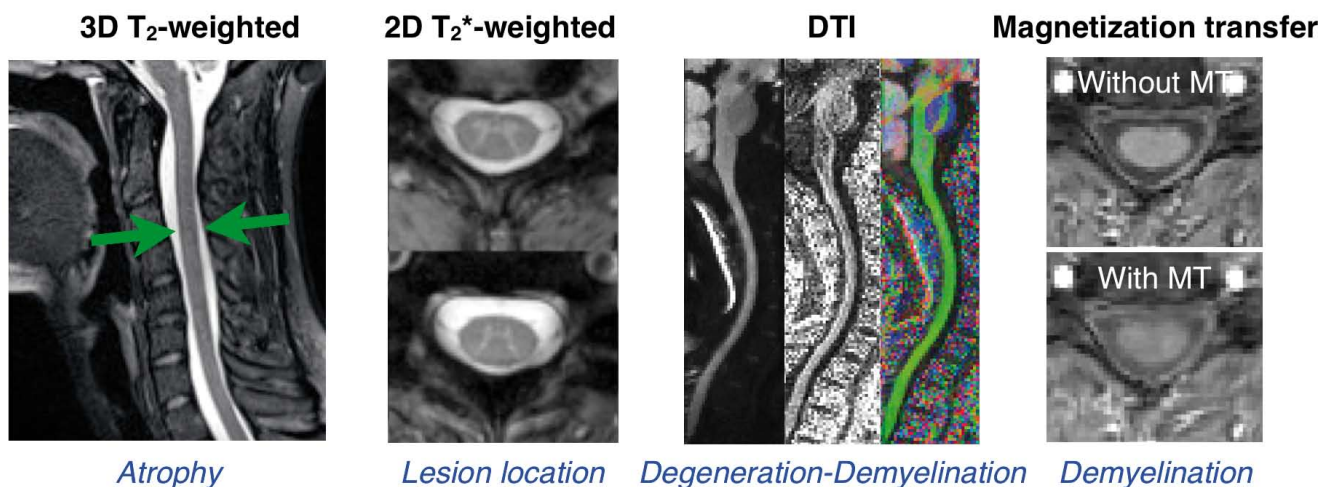 3D T₂-weighted
2D T₂*-weighted
DTI
Magnetization transfer
Without MT
With MT
Atrophy
Lesion location
Degeneration-Demyelination
Demyelination